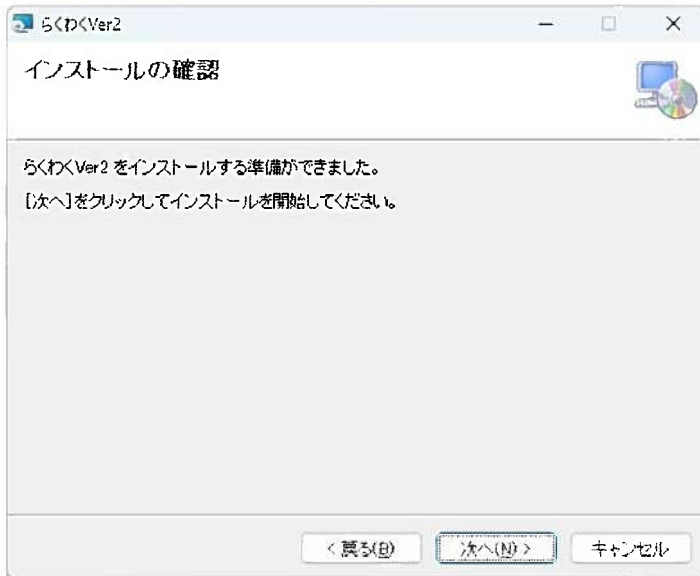 らくわくVer2
インストールの確認
らくわくVer2 をインストールする準備ができました。
[次へ]をクリックしてインストールを開始してください。
< 戻る(B)
次へ(N) >
キャンセル